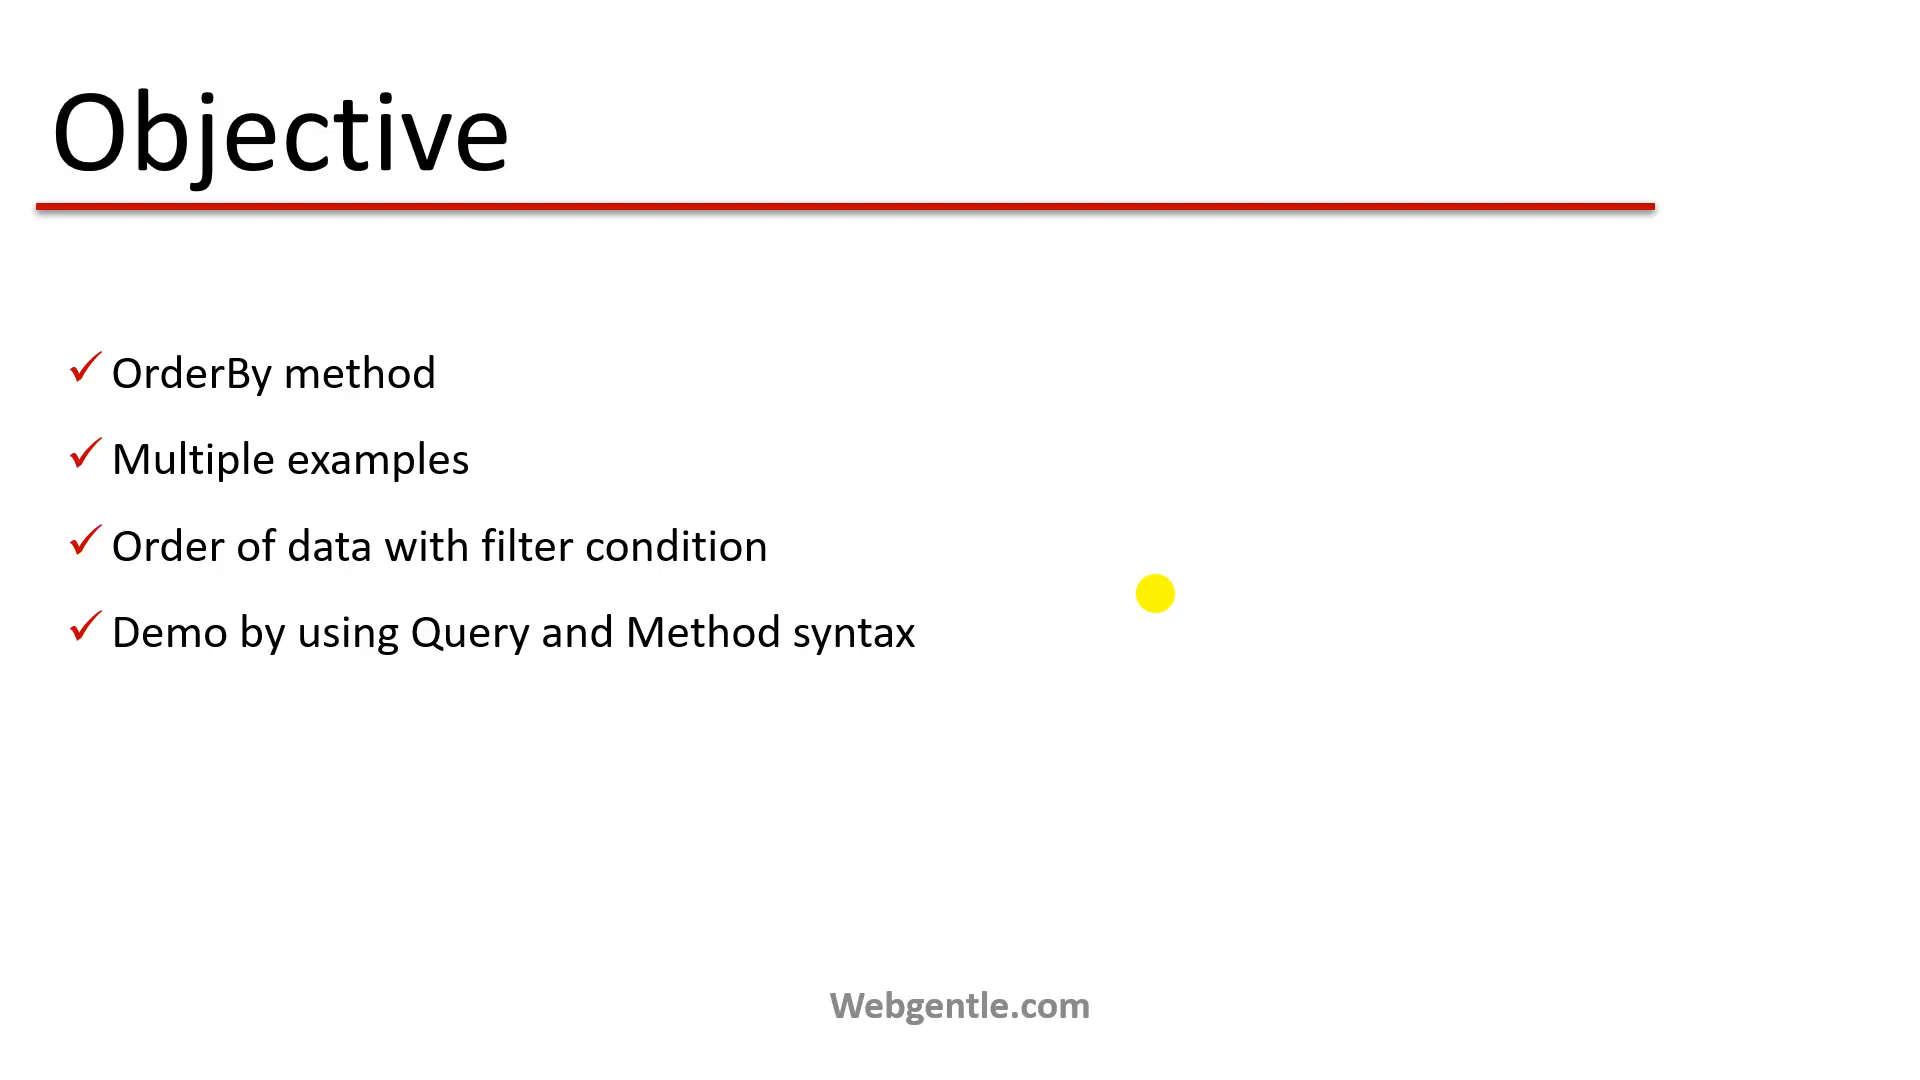 Objective
OrderBy method
Multiple examples
Order of data with filter condition
Demo by using Query and Method syntax
Webgentle.com